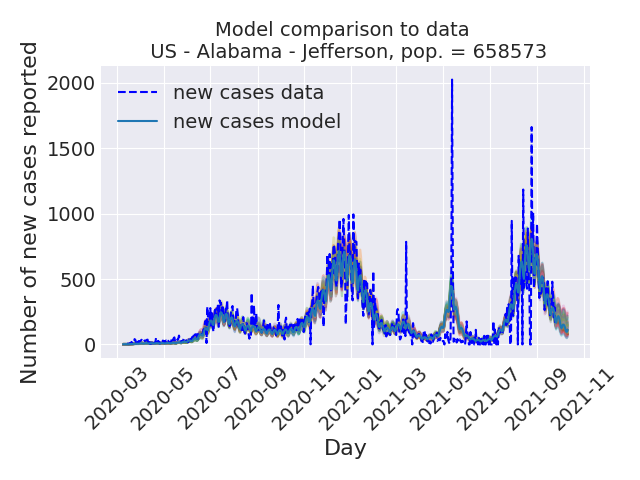 Model comparison to data
US - Alabama - Jefferson, pop. = 658573
Number of new cases reported
2000
1500
1000
500
0
new cases data
new cases model
2020-03
2020-05
2020-07
2020-09
2020-11
2021-01
2021-03
2021-05
2021-07
2021-09
2021-11
Day